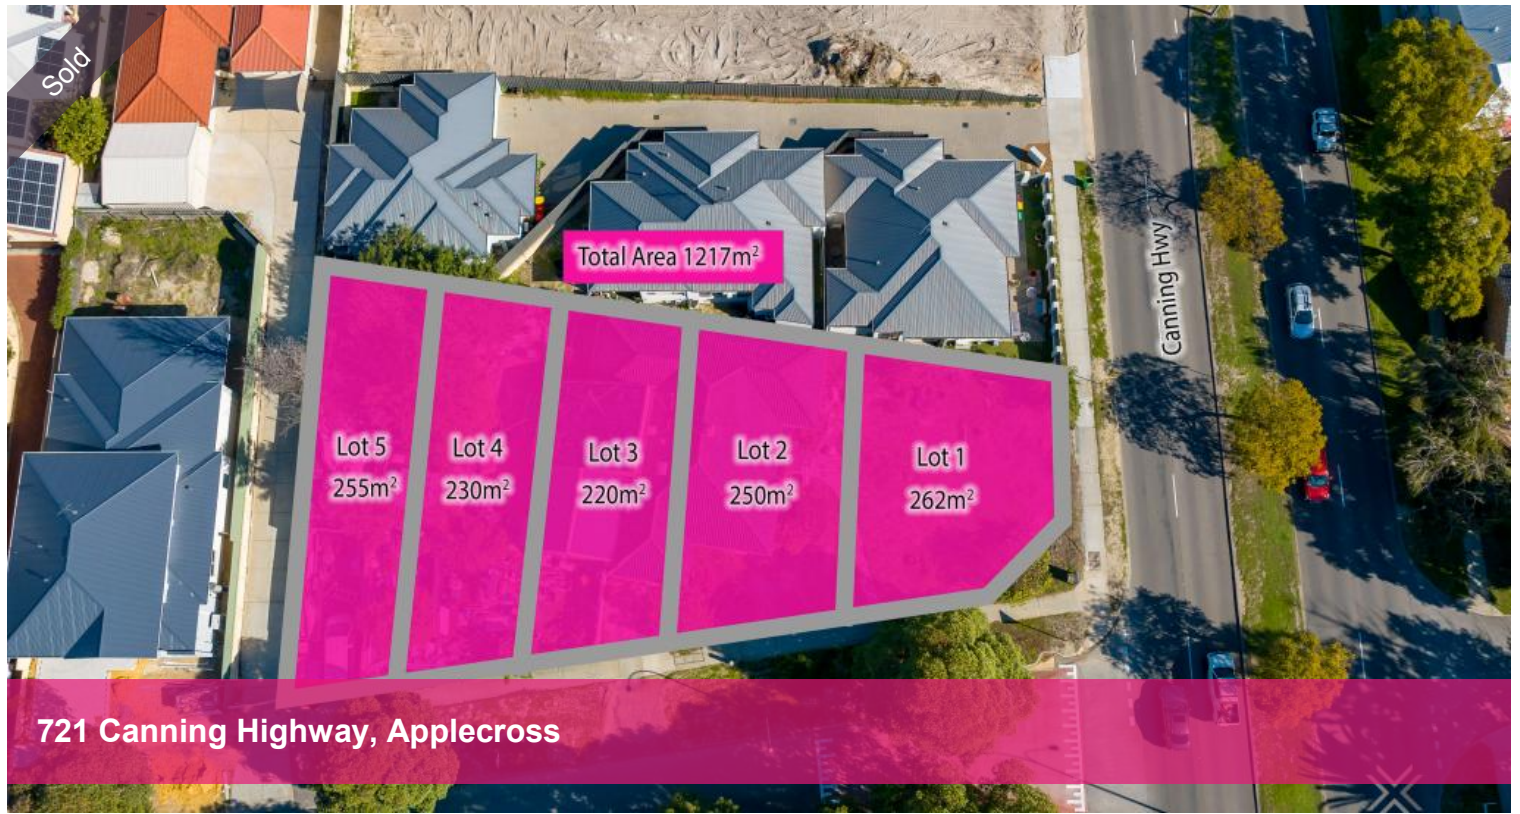 Sold
Total Area 1217m²
Canning Hwy
Lot 5
255m²
Lot 4
230m²
Lot 3
220m²
Lot 2
250m²
Lot 1
262m²
721 Canning Highway, Applecross